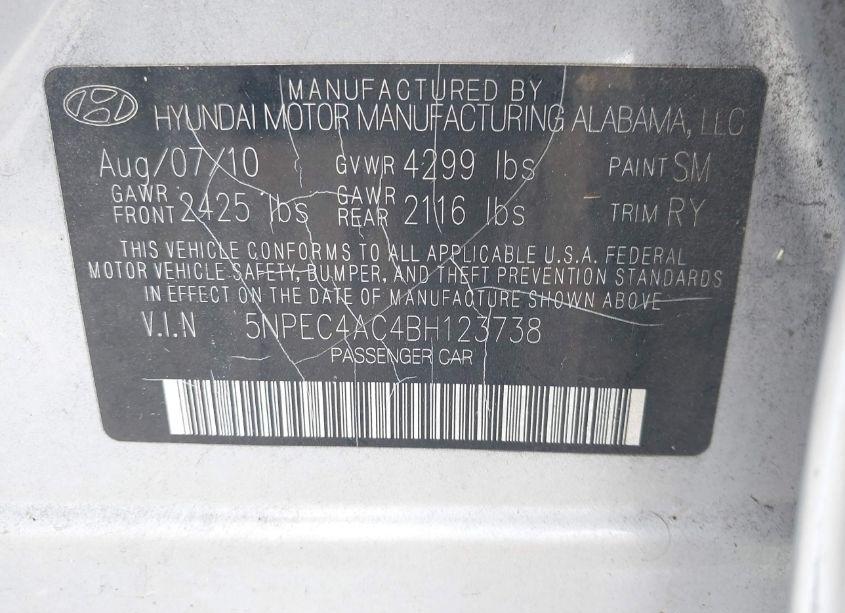 MANUFACTURED BY
HYUNDAI MOTOR MANUFACTURING ALABAMA, LLC
Aug/07/10 GVWR 4299 lbs PAINT SM
GAWR FRONT 2425 lbs GAWR REAR 2116 lbs TRIM RY
THIS VEHICLE CONFORMS TO ALL APPLICABLE U.S.A. FEDERAL
MOTOR VEHICLE SAFETY, BUMPER, AND THEFT PREVENTION STANDARDS
IN EFFECT ON THE DATE OF MANUFACTURE SHOWN ABOVE
V.I.N 5NPEC4AC4BH123738
PASSENGER CAR